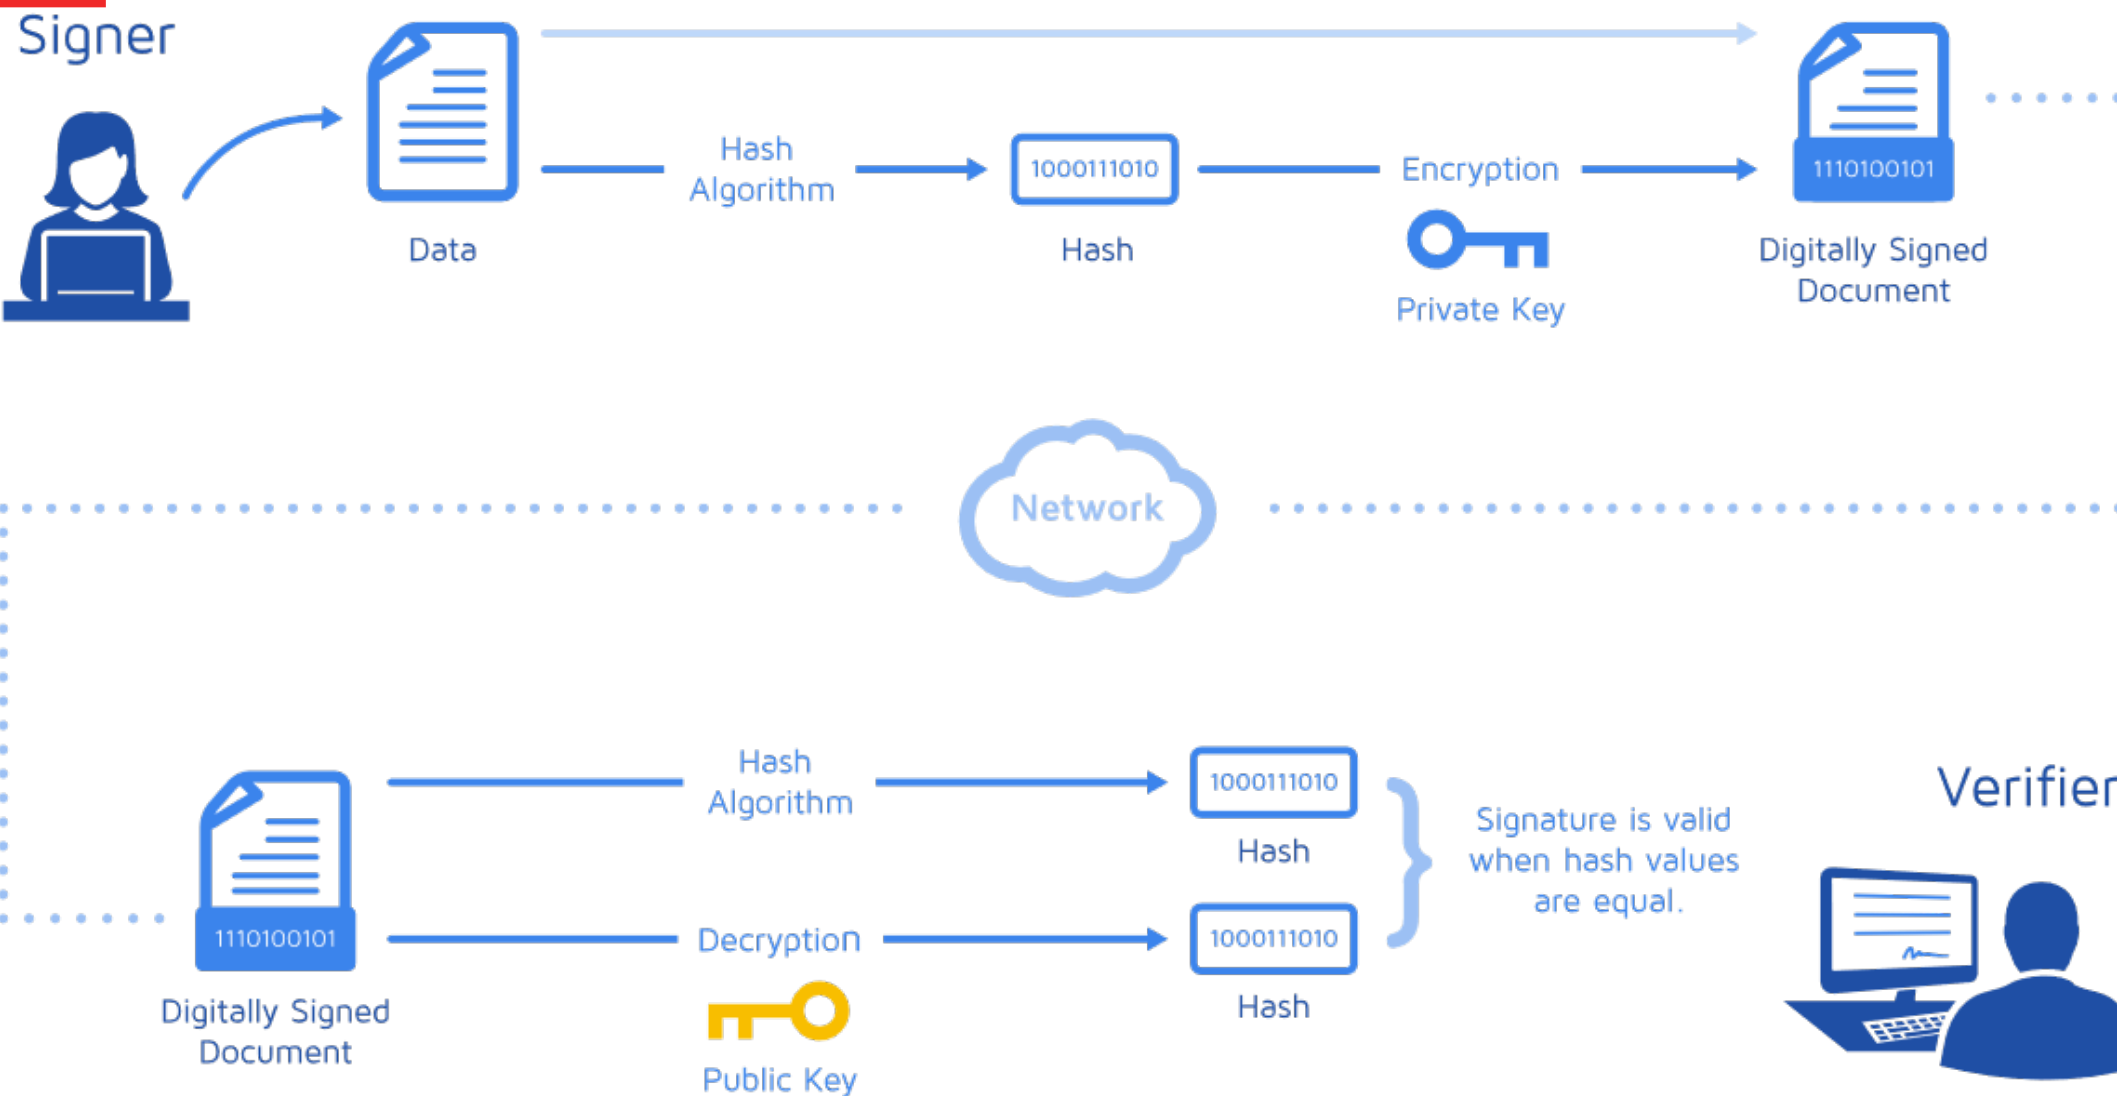 Signer
Hash
Algorithm
1000111010
Encryption
1110100101
Data
Hash
Digitally Signed
Document
Private Key
Network
Hash
Algorithm
1000111010
Hash
Signature is valid
when hash values
are equal.
Verifier
1110100101
Decryption
1000111010
Hash
Digitally Signed
Document
Public Key